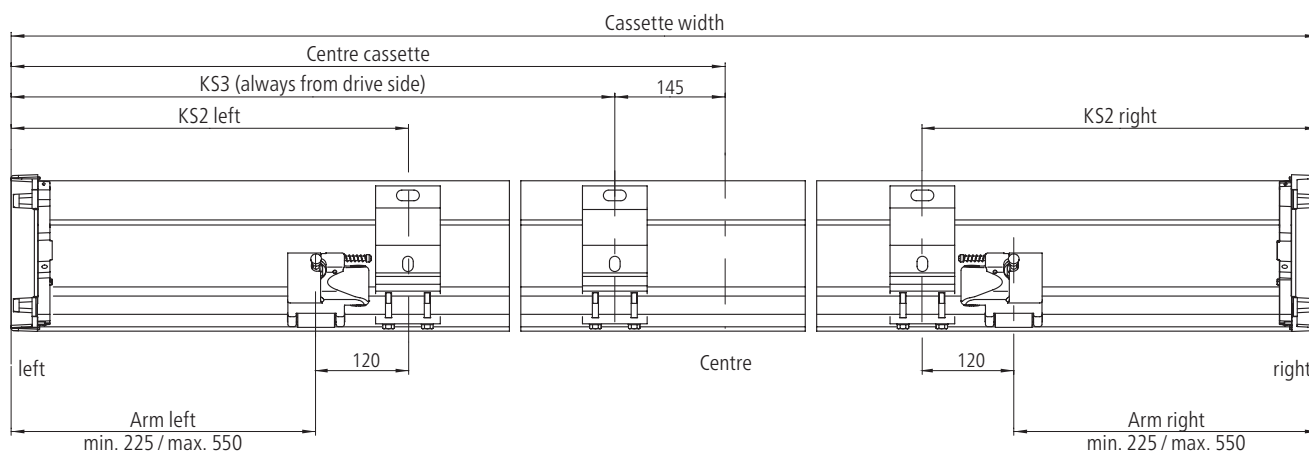 Cassette width
Centre cassette
KS3 (always from drive side)
145
KS2 left
KS2 right
120
120
left
Centre
right
Arm left
min. 225 / max. 550
Arm right
min. 225 / max. 550